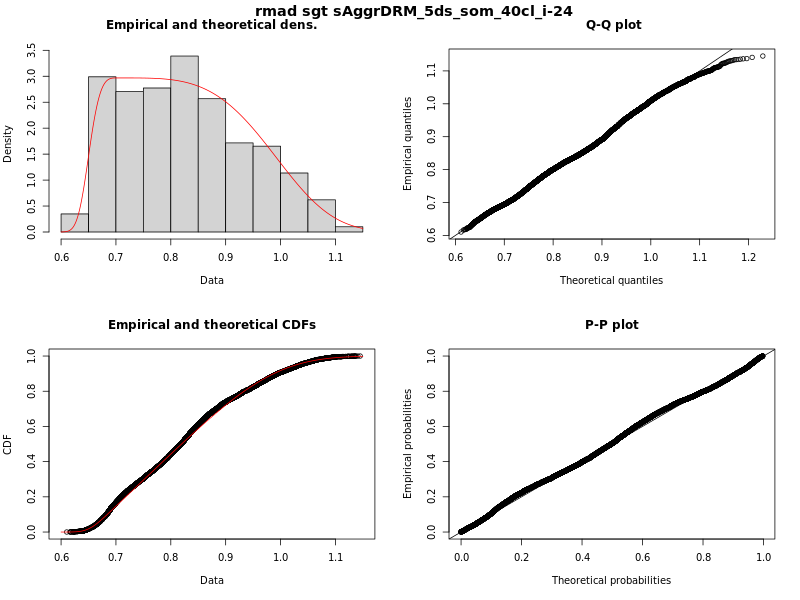 rmad sgt sAggrDRM_5ds_som_40cl_i-24
Empirical and theoretical dens.
Density
0.0 0.5 1.0 1.5 2.0 2.5 3.0 3.5
0.6 0.7 0.8 0.9 1.0 1.1
Data
Q-Q plot
Empirical quantiles
0.6 0.7 0.8 0.9 1.0 1.1
0.6 0.7 0.8 0.9 1.0 1.1 1.2
Theoretical quantiles
Empirical and theoretical CDFs
CDF
0.0 0.2 0.4 0.6 0.8 1.0
0.6 0.7 0.8 0.9 1.0 1.1
Data
P-P plot
Empirical probabilities
0.0 0.2 0.4 0.6 0.8 1.0
0.0 0.2 0.4 0.6 0.8 1.0
Theoretical probabilities